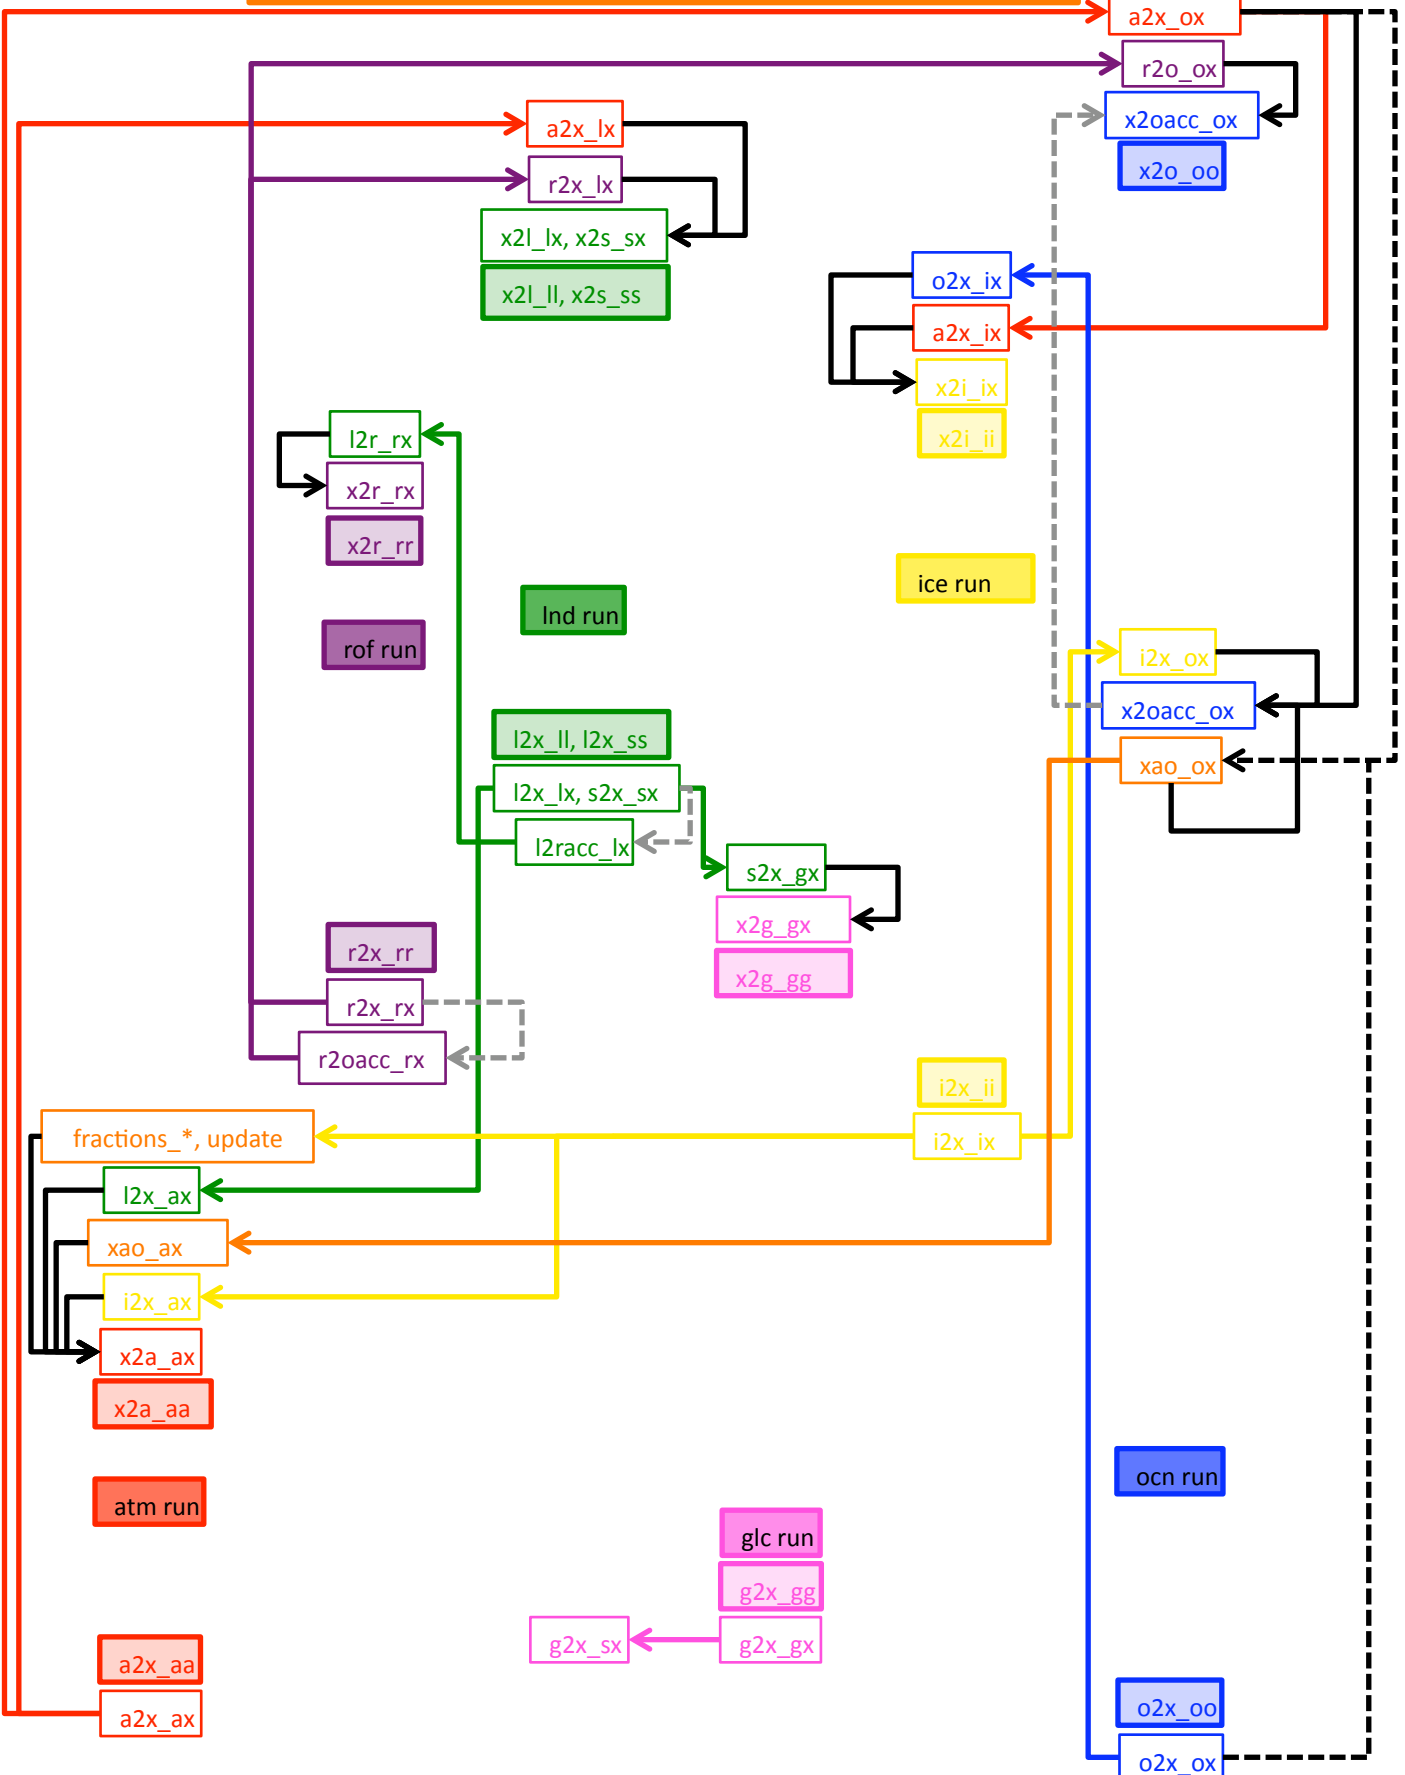 a2x_ox
r2o_ox
a2x_lx
x2oacc_ox
r2x_lx
x2o_oo
x2l_lx, x2s_sx
x2l_ll, x2s_ss
o2x_ix
a2x_ix
x2i_ix
l2r_rx
x2i_ii
x2r_rx
x2r_rr
ice run
lnd run
rof run
i2x_ox
x2oacc_ox
l2x_ll, l2x_ss
xao_ox
l2x_lx, s2x_sx
l2racc_lx
s2x_gx
x2g_gx
r2x_rr
x2g_gg
r2x_rx
r2oacc_rx
i2x_ii
fractions_*, update
i2x_ix
l2x_ax
xao_ax
i2x_ax
x2a_ax
x2a_aa
ocn run
atm run
glc run
g2x_gg
g2x_sx
g2x_gx
a2x_aa
o2x_oo
a2x_ax
o2x_ox